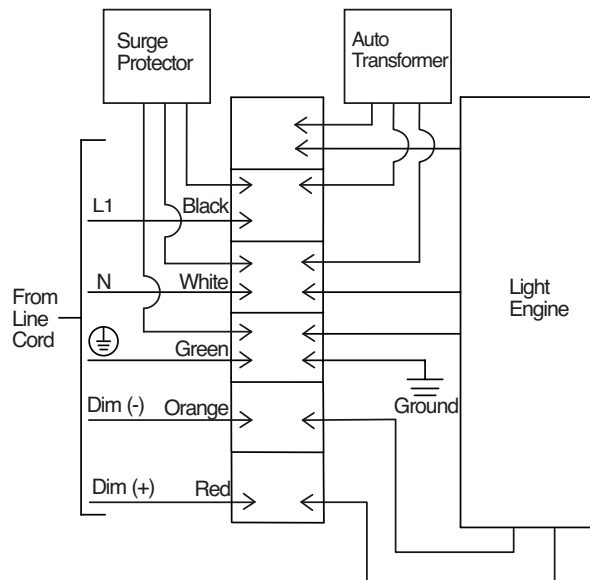 Surge
Protector
Auto
Transformer
L1
Black
N
White
From
Line
Cord
Green
Light
Engine
Dim (-)
Orange
Ground
Dim (+)
Red